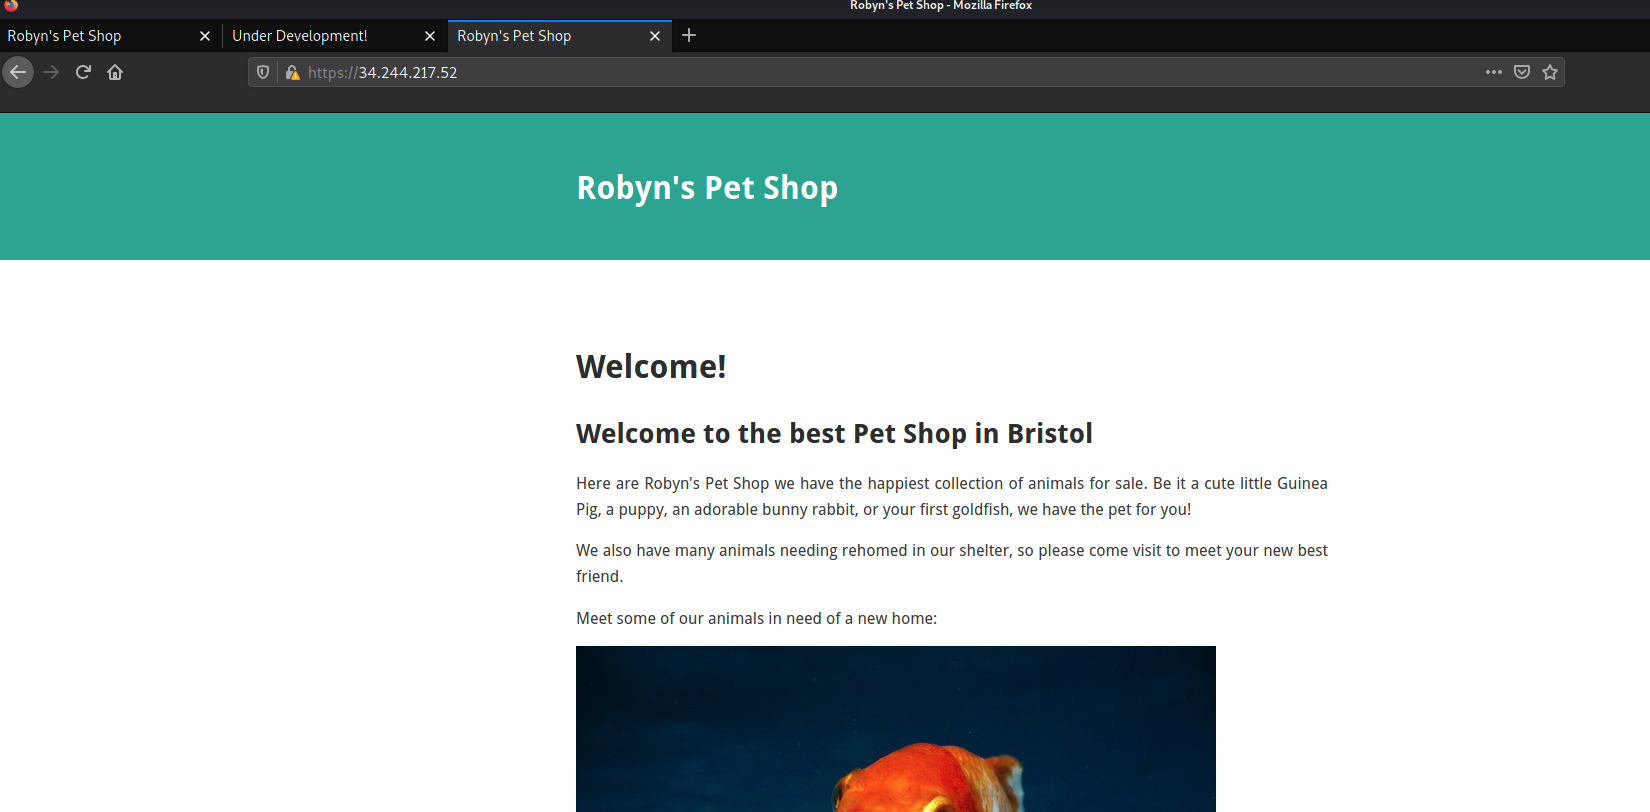 Robyn's Pet Shop - Mozilla Firefox
Robyn's Pet Shop
Under Development!
Robyn's Pet Shop
https://34.244.217.52
Robyn's Pet Shop
Welcome!
Welcome to the best Pet Shop in Bristol
Here are Robyn's Pet Shop we have the happiest collection of animals for sale. Be it a cute little Guinea
Pig, a puppy, an adorable bunny rabbit, or your first goldfish, we have the pet for you!
We also have many animals needing rehomed in our shelter, so please come visit to meet your new best
friend.
Meet some of our animals in need of a new home: